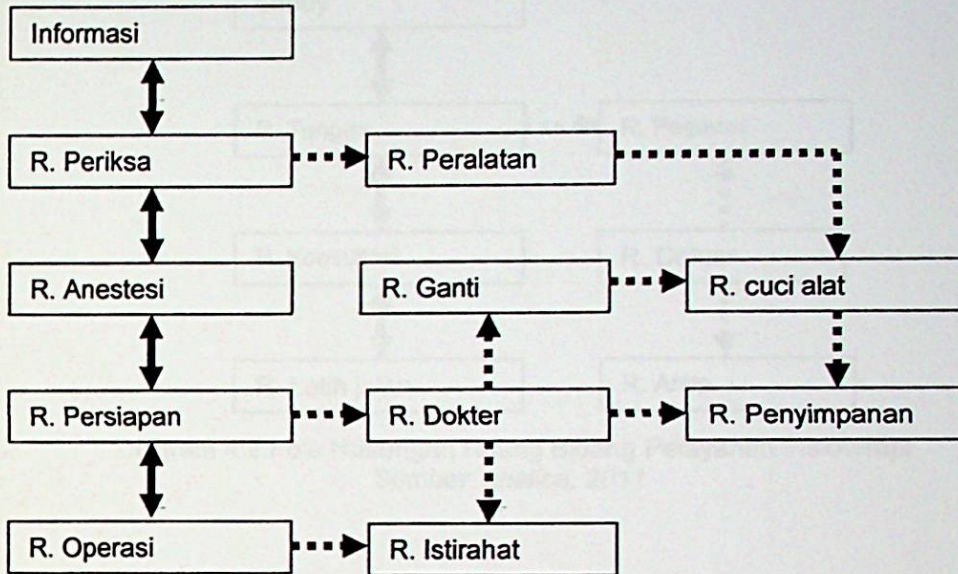 Informasi
R. Periksa
R. Peralatan
R. Anestesi
R. Ganti
R. cuci alat
R. Persiapan
R. Dokter
R. Penyimpanan
R. Operasi
R. Istirahat